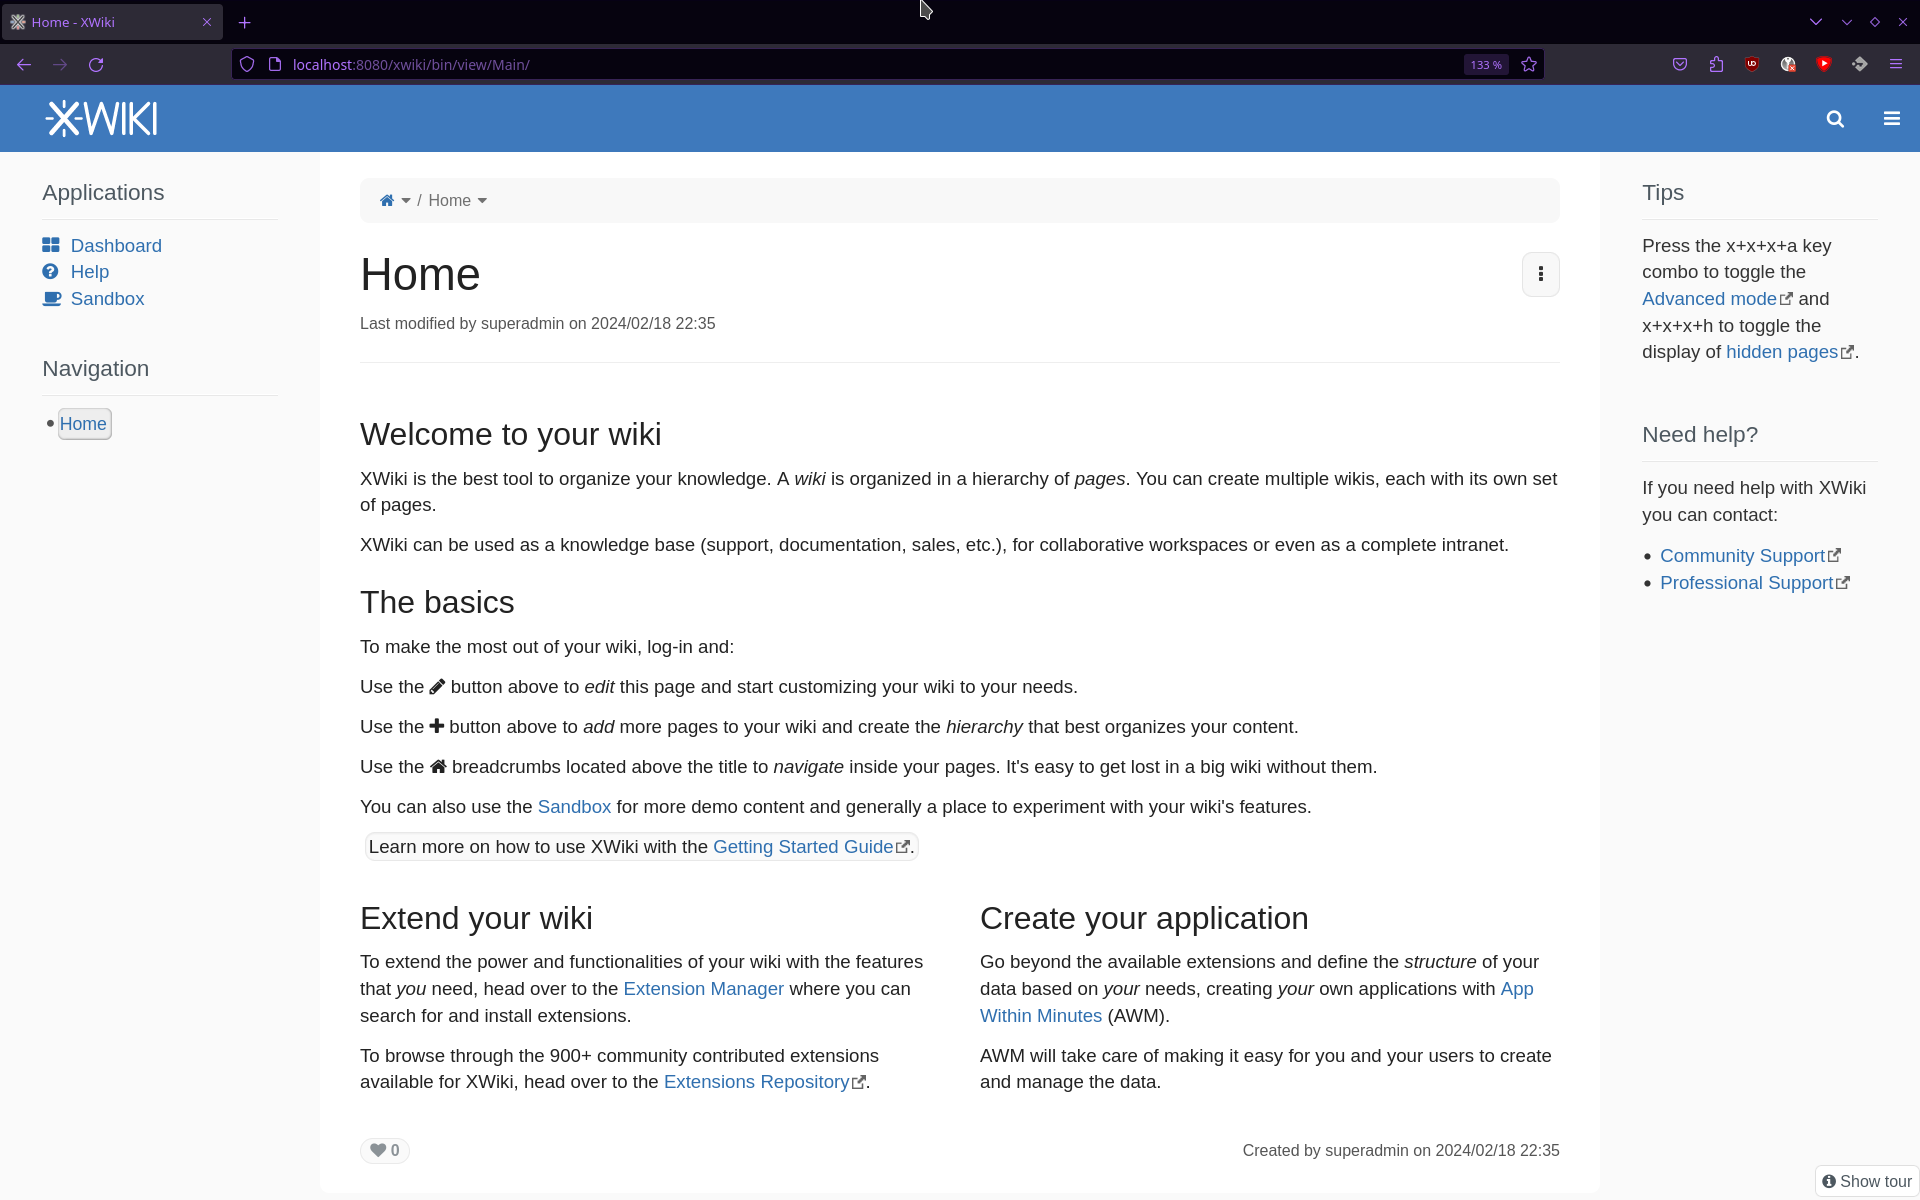 Home - XWiki
localhost:8080/xwiki/bin/view/Main/
133 %
X·WIKI
Applications
Dashboard
Help
Sandbox
Navigation
Home
/ Home
Home
Last modified by superadmin on 2024/02/18 22:35
Welcome to your wiki
XWiki is the best tool to organize your knowledge. A wiki is organized in a hierarchy of pages. You can create multiple wikis, each with its own set
of pages.
XWiki can be used as a knowledge base (support, documentation, sales, etc.), for collaborative workspaces or even as a complete intranet.
The basics
To make the most out of your wiki, log-in and:
Use the button above to edit this page and start customizing your wiki to your needs.
Use the button above to add more pages to your wiki and create the hierarchy that best organizes your content.
Use the breadcrumbs located above the title to navigate inside your pages. It's easy to get lost in a big wiki without them.
You can also use the Sandbox for more demo content and generally a place to experiment with your wiki's features.
Learn more on how to use XWiki with the Getting Started Guide.
Extend your wiki
To extend the power and functionalities of your wiki with the features
that you need, head over to the Extension Manager where you can
search for and install extensions.
To browse through the 900+ community contributed extensions
available for XWiki, head over to the Extensions Repository.
Create your application
Go beyond the available extensions and define the structure of your
data based on your needs, creating your own applications with App
Within Minutes (AWM).
AWM will take care of making it easy for you and your users to create
and manage the data.
0
Created by superadmin on 2024/02/18 22:35
Tips
Press the x+x+x+a key
combo to toggle the
Advanced mode and
x+x+x+h to toggle the
display of hidden pages.
Need help?
If you need help with XWiki
you can contact:
Community Support
Professional Support
Show tour